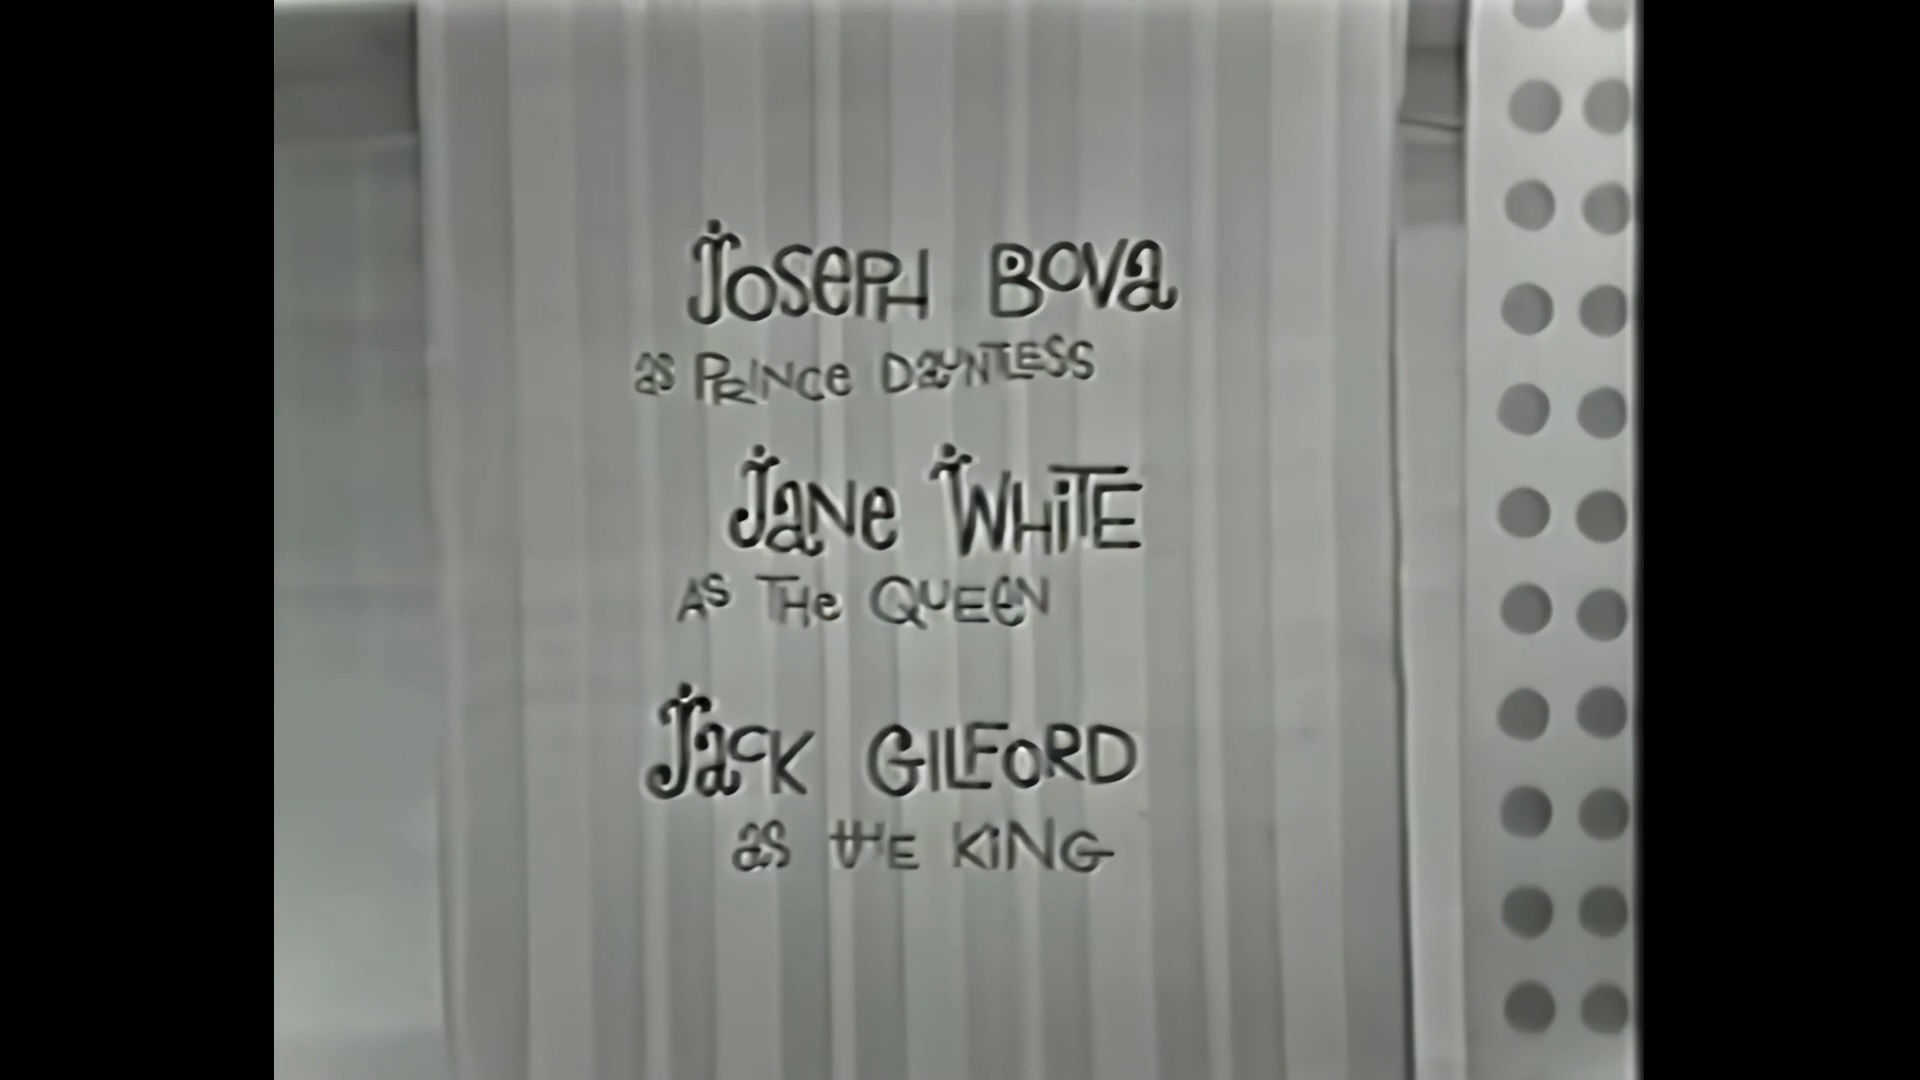 Joseph Bova
as Prince Dauntless
Jane White
as the Queen
Jack Gilford
as the King